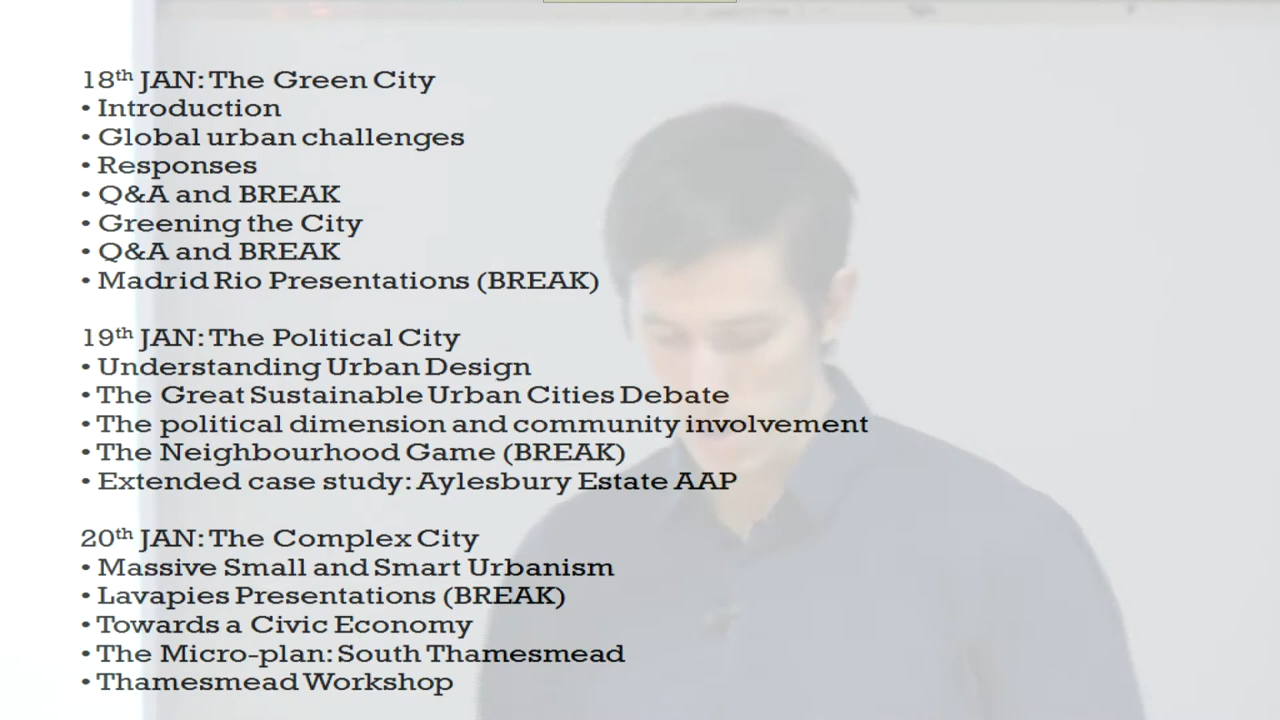 18th JAN: The Green City
• Introduction
• Global urban challenges
• Responses
• Q&A and BREAK
• Greening the City
• Q&A and BREAK
• Madrid Rio Presentations (BREAK)
19th JAN: The Political City
• Understanding Urban Design
• The Great Sustainable Urban Cities Debate
• The political dimension and community involvement
• The Neighbourhood Game (BREAK)
• Extended case study: Aylesbury Estate AAP
20th JAN: The Complex City
• Massive Small and Smart Urbanism
• Lavapies Presentations (BREAK)
• Towards a Civic Economy
• The Micro-plan: South Thamesmead
• Thamesmead Workshop